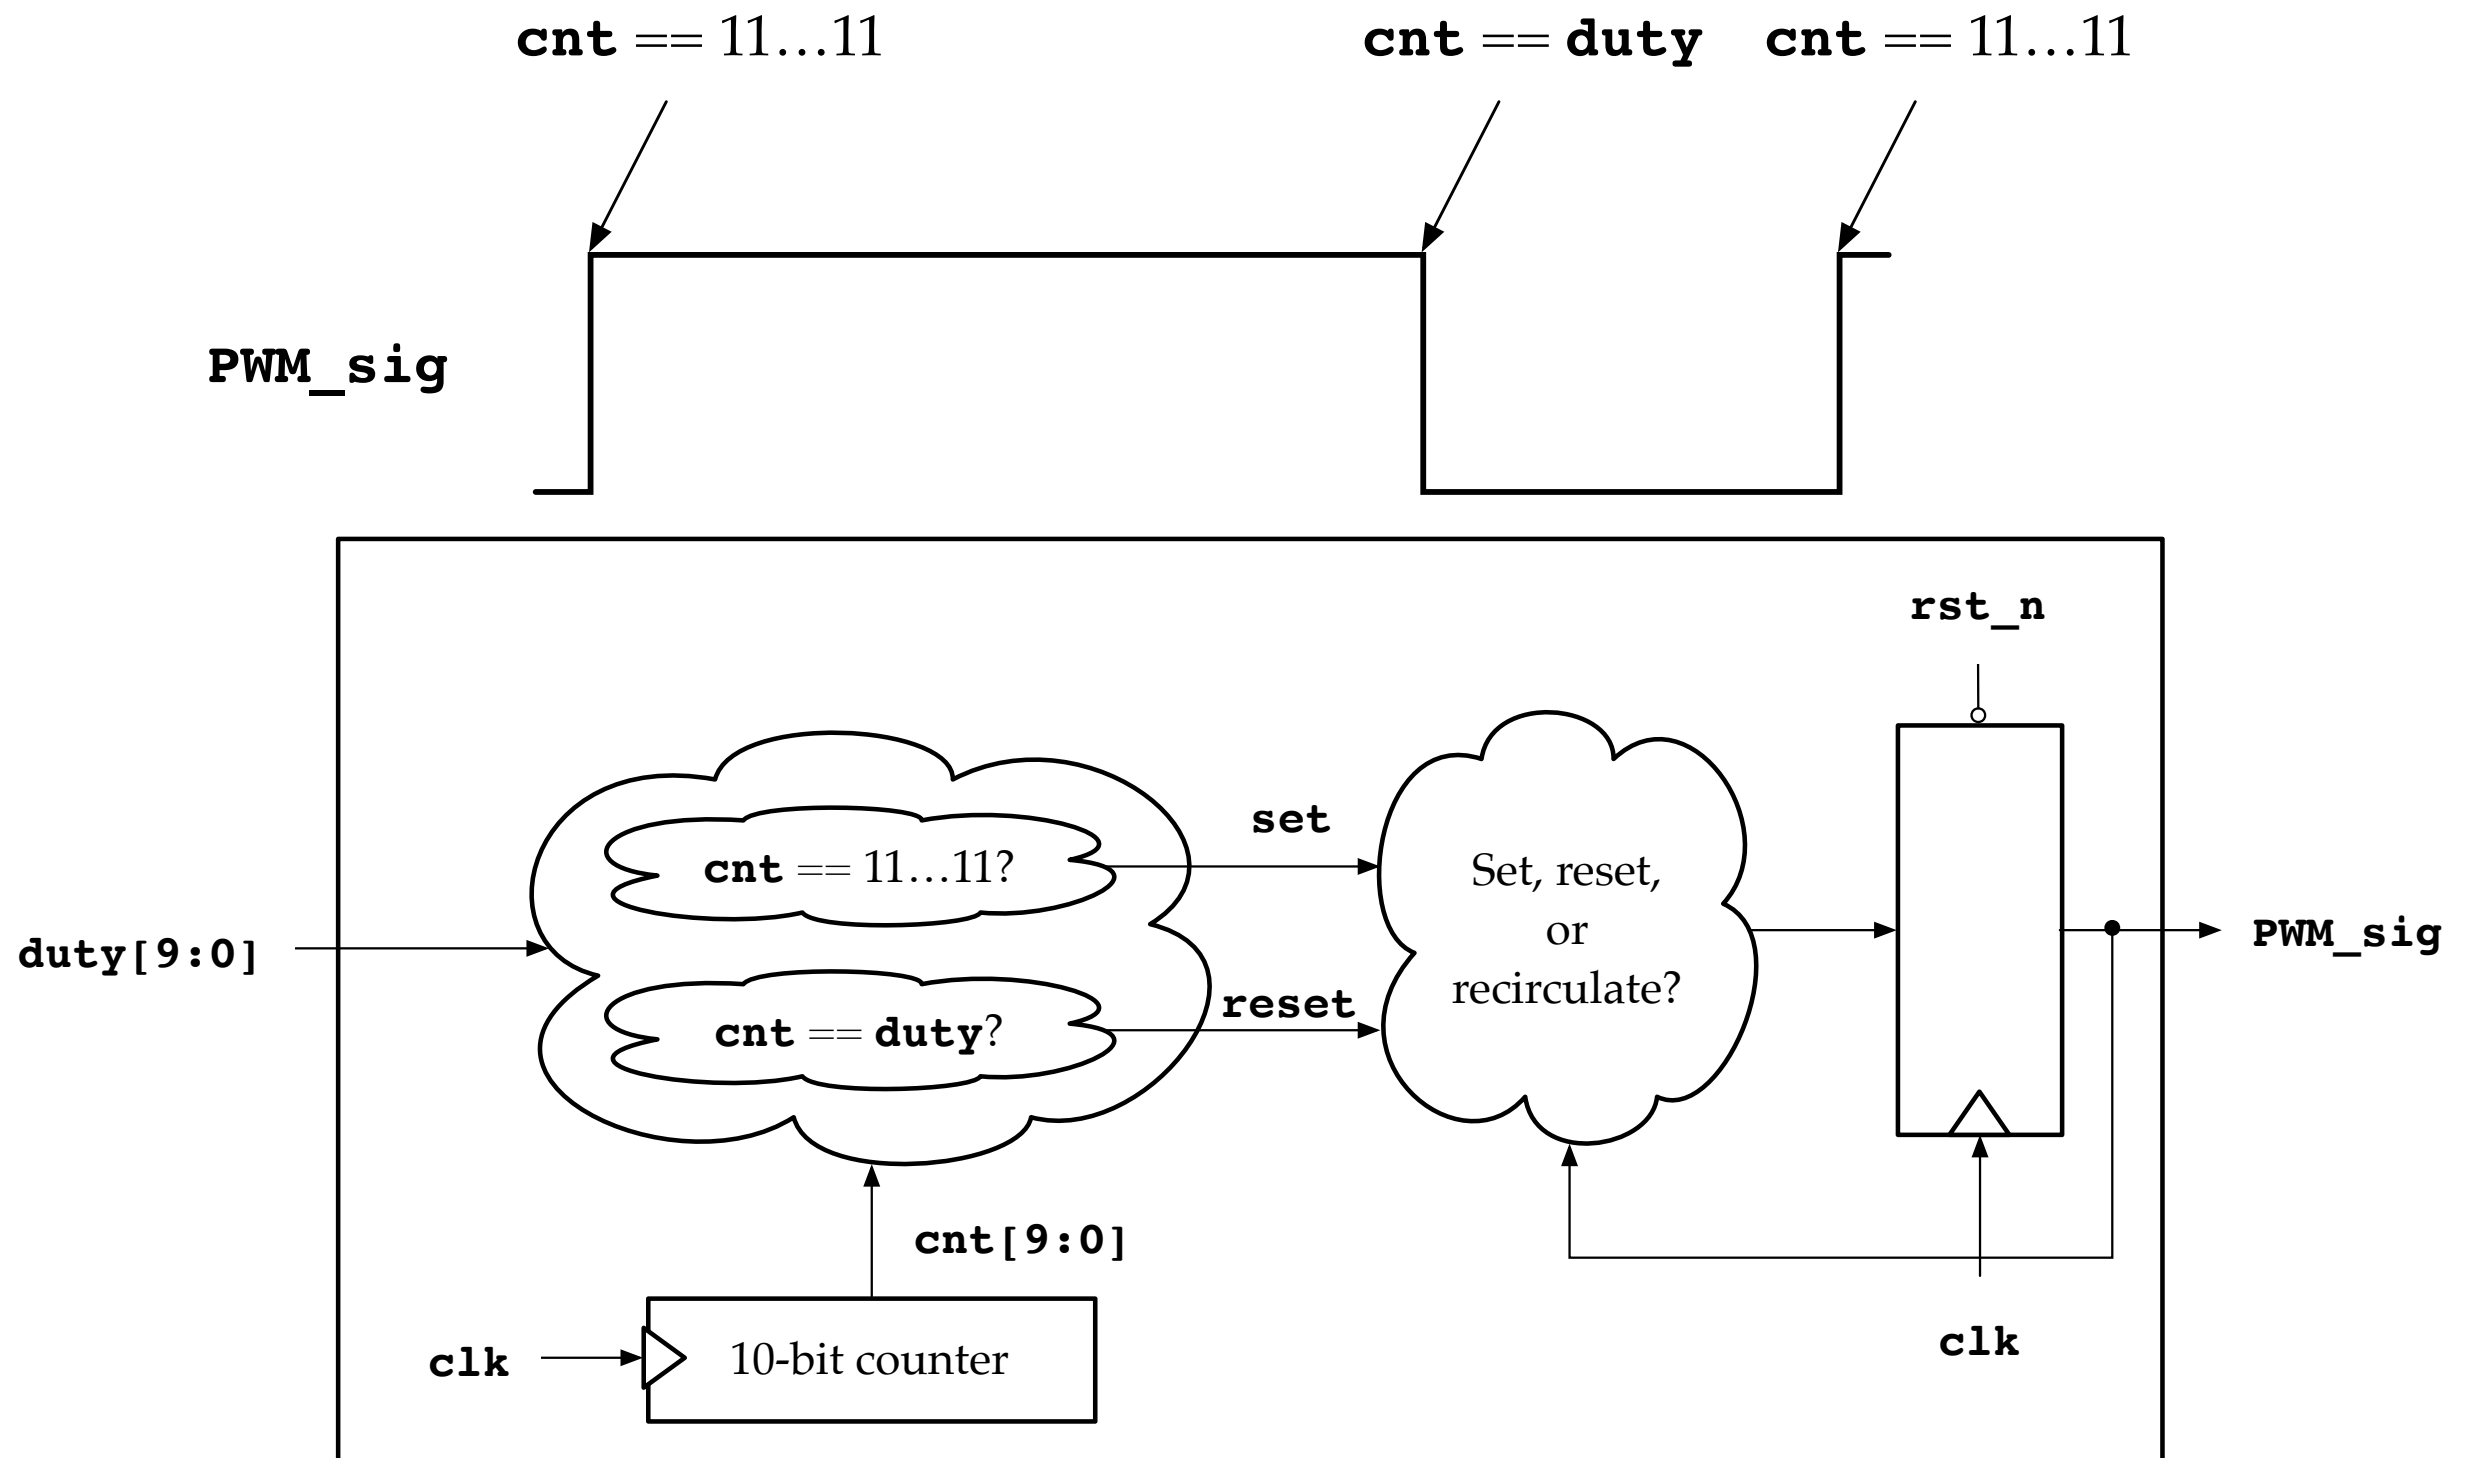 cnt == 11…11
cnt == duty
cnt == 11…11
PWM_sig
rst_n
set
cnt == 11…11?
Set, reset,
or
recirculate?
duty[9:0]
PWM_sig
reset
cnt == duty?
cnt[9:0]
clk
10-bit counter
clk